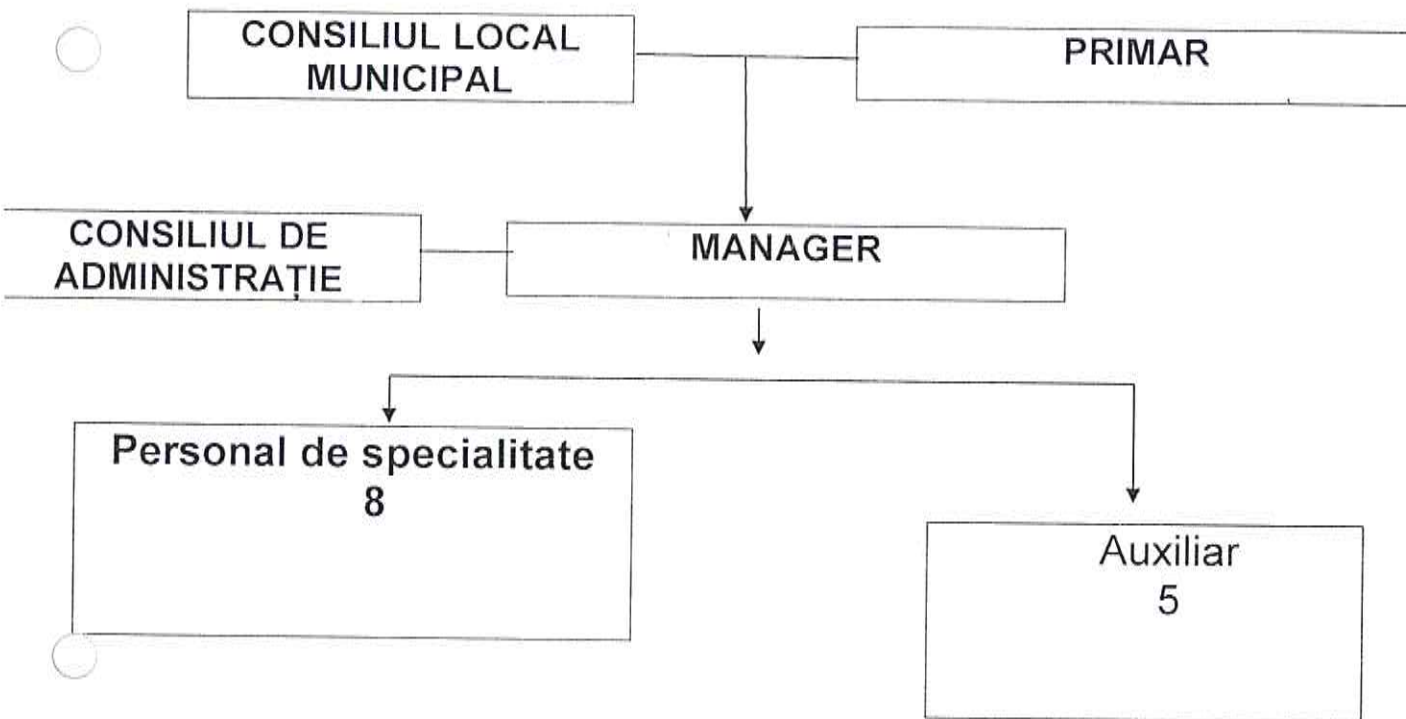 CONSILIUL LOCAL
MUNICIPAL
PRIMAR
CONSILIUL DE
ADMINISTRAȚIE
MANAGER
Personal de specialitate
8
Auxiliar
5